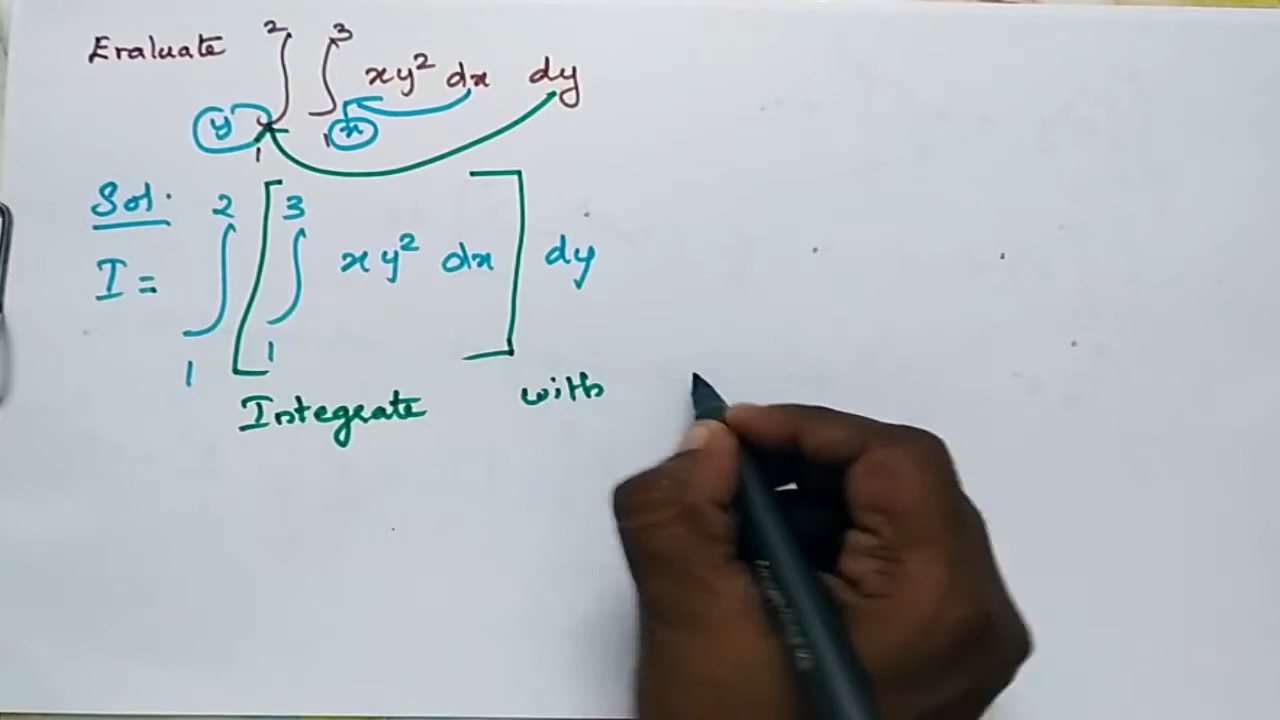 Evaluate ∫₁² ∫₁³ xy² dx dy
y x
Sol.
I = ∫₁² [ ∫₁³ xy² dx ] dy
Integrate with